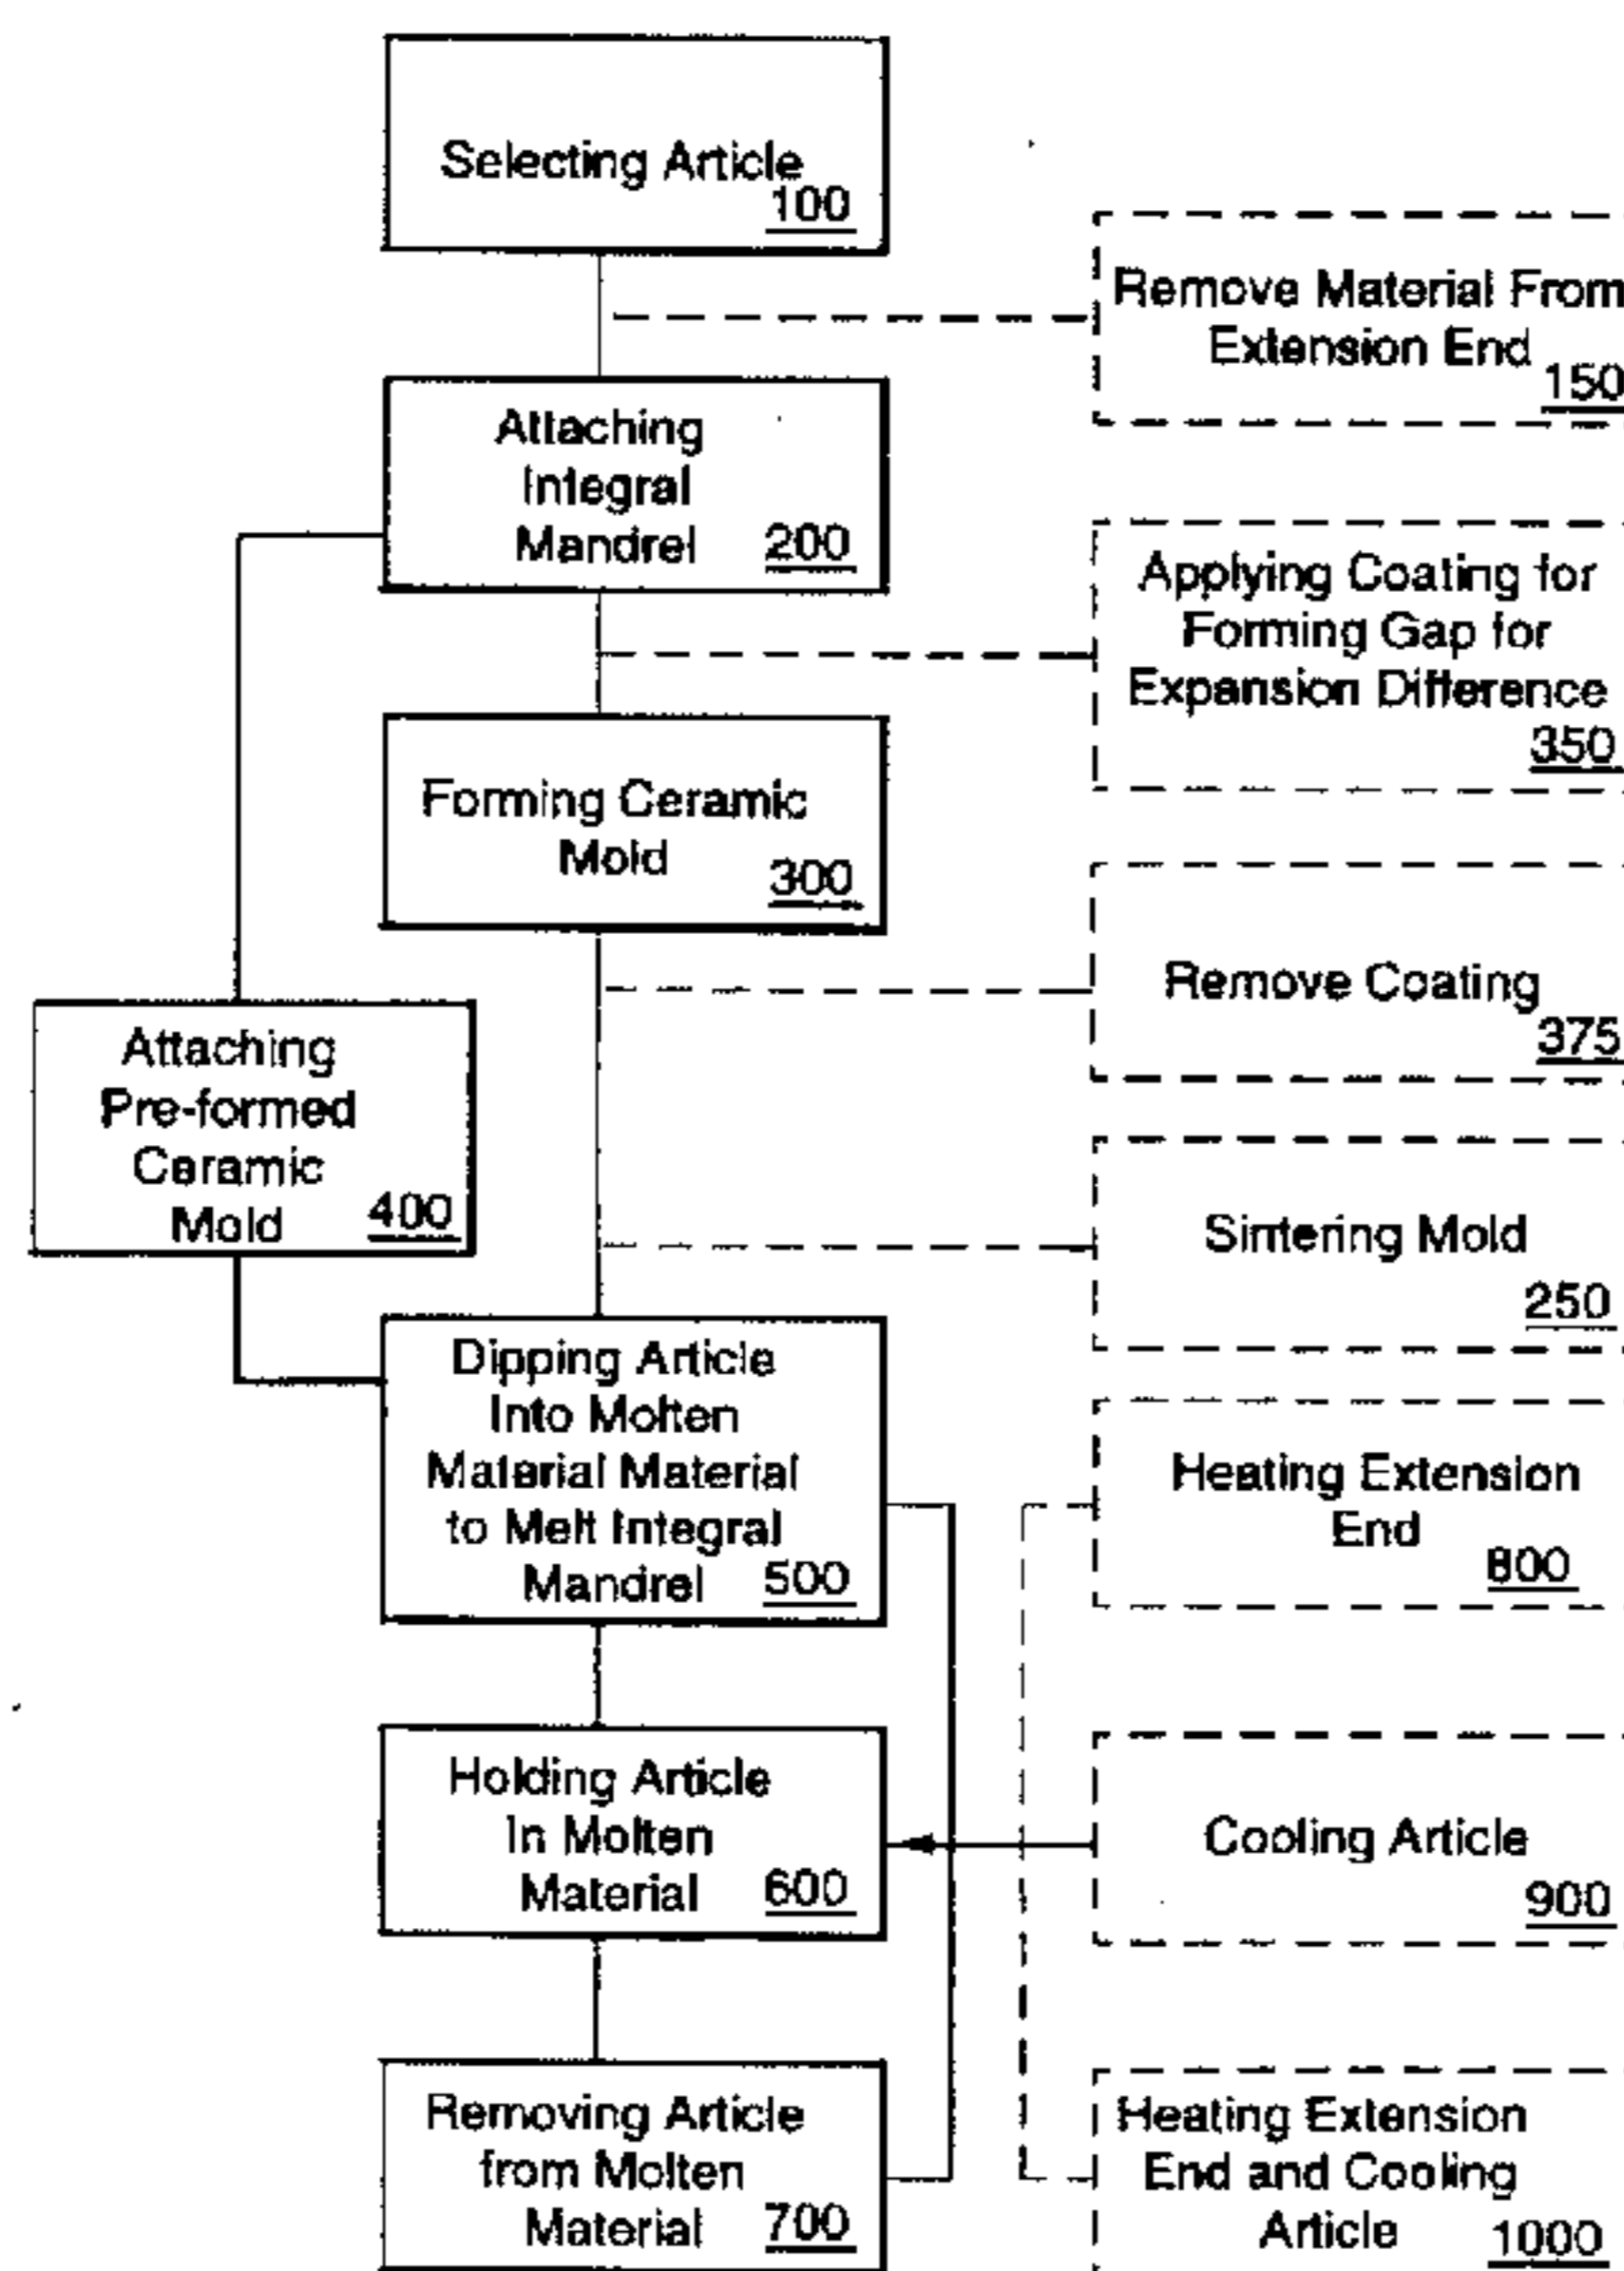 Selecting Article
100
Remove Material From
Extension End
150
Attaching
Integral
Mandrel 200
Applying Coating for
Forming Gap for
Expansion Difference
350
Forming Ceramic
Mold 300
Remove Coating
375
Attaching
Pre-formed
Ceramic
Mold 400
Sintering Mold
250
Dipping Article
Into Molten
Material Material
to Melt Integral
Mandrel 500
Heating Extension
End
800
Holding Article
In Molten
Material 600
Cooling Article
900
Removing Article
from Molten
Material 700
Heating Extension
End and Cooling
Article 1000